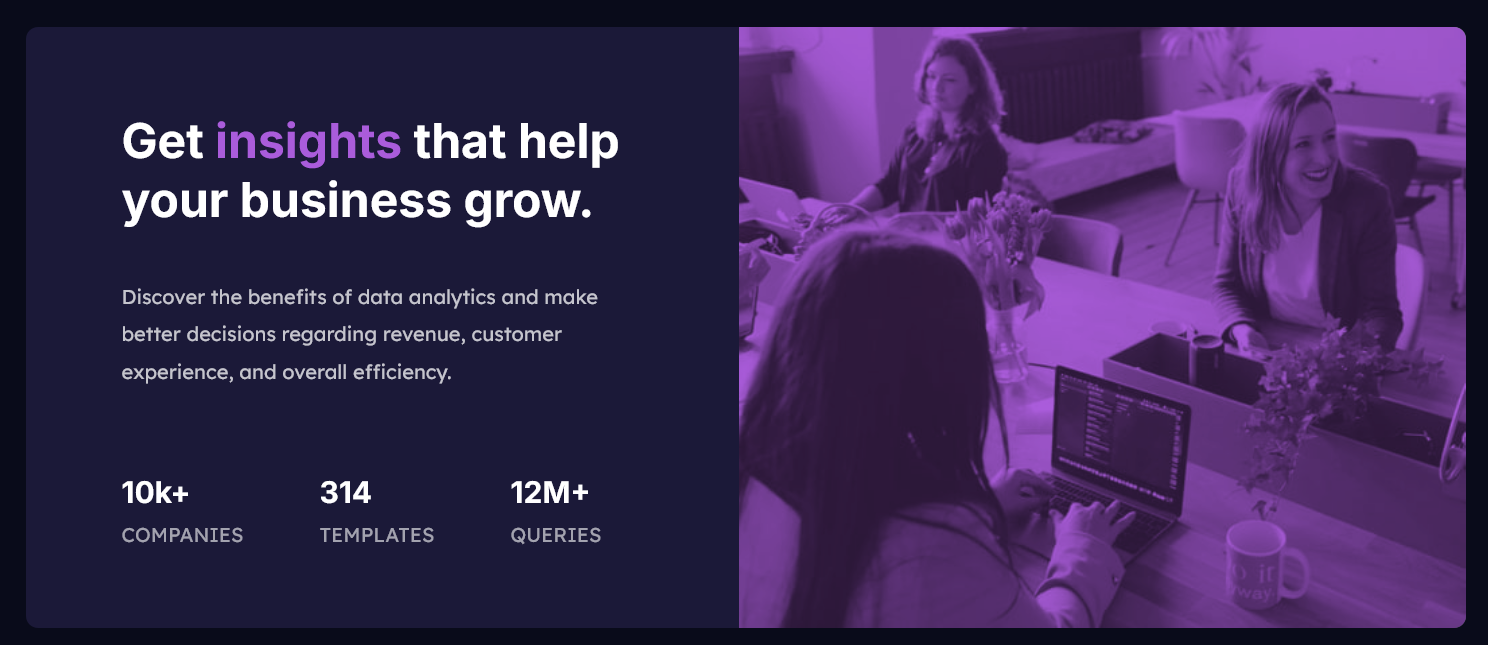 Get insights that help
your business grow.
Discover the benefits of data analytics and make
better decisions regarding revenue, customer
experience, and overall efficiency.
10k+ 314 12M+
COMPANIES TEMPLATES QUERIES
way